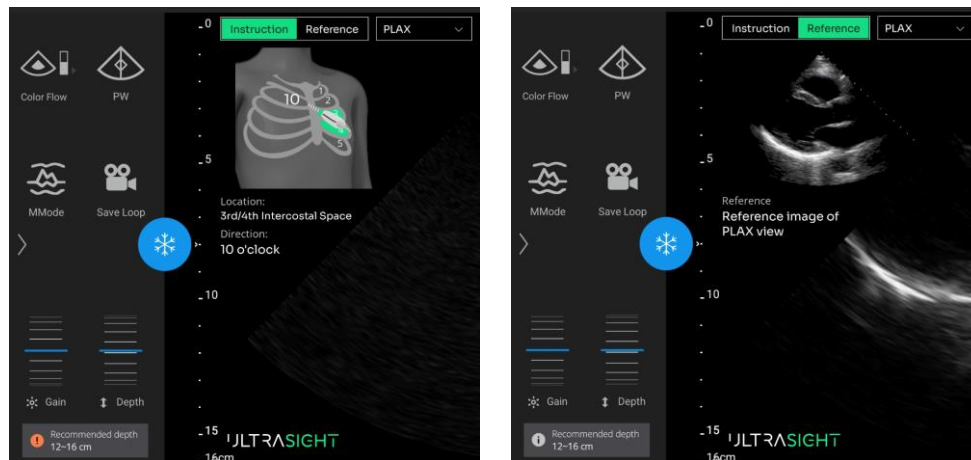 0
Instruction Reference PLAX
1
2
10
5
Color Flow PW
5
Location:
3rd/4th Intercostal Space
Direction:
10 o'clock
MMode Save Loop
10
Gain Depth
Recommended depth
12~16 cm
15
ULTRASIGHT
16cm
0
Instruction Reference PLAX
Color Flow PW
5
Reference
Reference image of
PLAX view
MMode Save Loop
10
Gain Depth
Recommended depth
12~16 cm
15
ULTRASIGHT
16cm